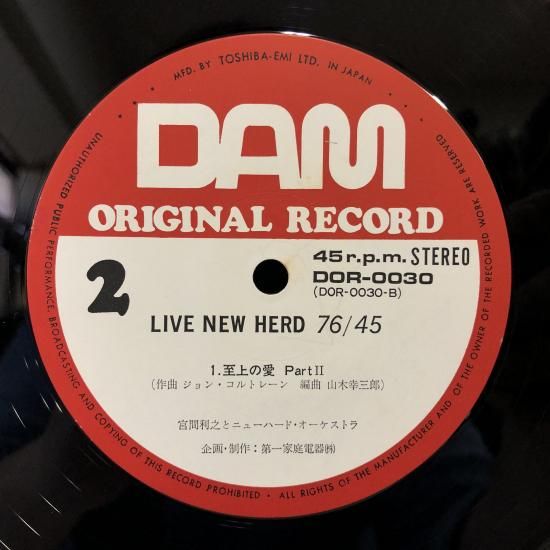 MFD. BY TOSHIBA-EMI LTD. IN JAPAN
DAM
ORIGINAL RECORD
45 r.p.m. STEREO
DOR-0030
(DOR-0030-B)
2
LIVE NEW HERD 76/45
1.至上の愛 Part II
(作曲 ジョン・コルトレーン 編曲 山木幸三郎)
宮間利之とニューハード・オーケストラ
企画・制作:第一家庭電器㈱
UNAUTHORIZED PUBLIC PERFORMANCE, BROADCASTING AND COPYING OF THIS RECORD PROHIBITED • ALL RIGHTS OF THE MANUFACTURER AND OF THE OWNER OF THE RECORDED WORK ARE RESERVED